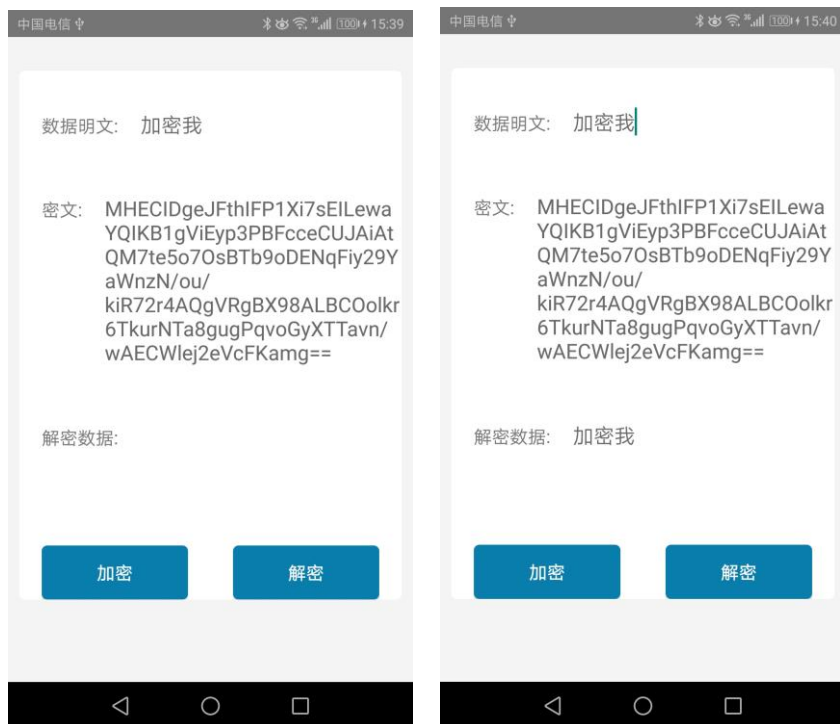 中国电信
100
15:39
数据明文: 加密我
密文:
MHECIDgeJFthIFP1Xi7sEILewa
YQIKB1gViEyp3PBFcceCUJAiAt
QM7te5o7OsBTb9oDENqFiy29Y
aWnzN/ou/
kiR72r4AQgVRgBX98ALBCOolkr
6TkurNTa8gugPqvoGyXTTavn/
wAECWlej2eVcFKamg==
解密数据:
加密
解密
中国电信
100
15:40
数据明文: 加密我
密文:
MHECIDgeJFthIFP1Xi7sEILewa
YQIKB1gViEyp3PBFcceCUJAiAt
QM7te5o7OsBTb9oDENqFiy29Y
aWnzN/ou/
kiR72r4AQgVRgBX98ALBCOolkr
6TkurNTa8gugPqvoGyXTTavn/
wAECWlej2eVcFKamg==
解密数据: 加密我
加密
解密